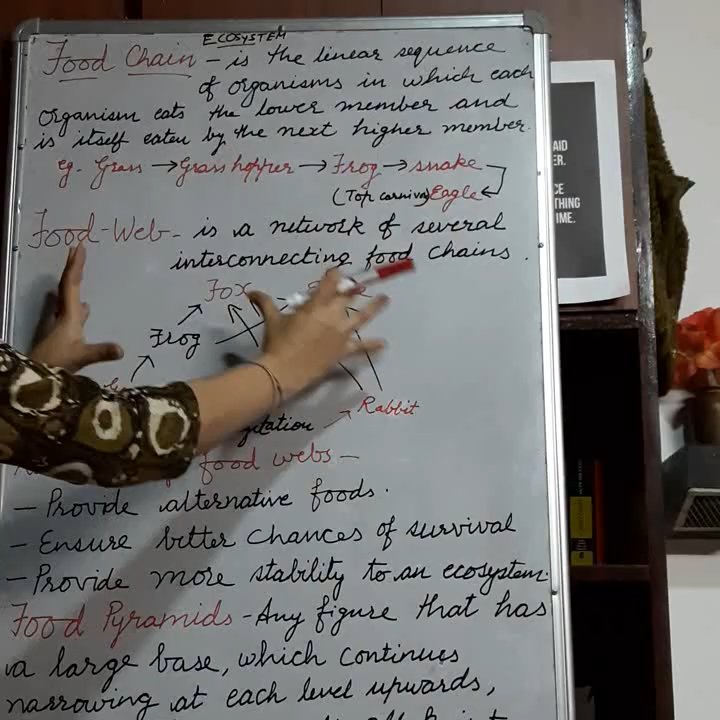 ECOSYSTEM
Food Chain - is the linear sequence
of organisms in which each
organism eats the lower member and
is itself eaten by the next higher member.
eg. Grass → Grasshopper → Frog → snake
(Top carnivor) Eagle
Food-Web - is a network of several
interconnecting food chains.
Fox
Frog
Rabbit
food webs -
- Provide alternative foods.
- Ensure better chances of survival
- Provide more stability to an ecosystem.
Food Pyramids - Any figure that has
a large base, which continues
narrowing at each level upwards,